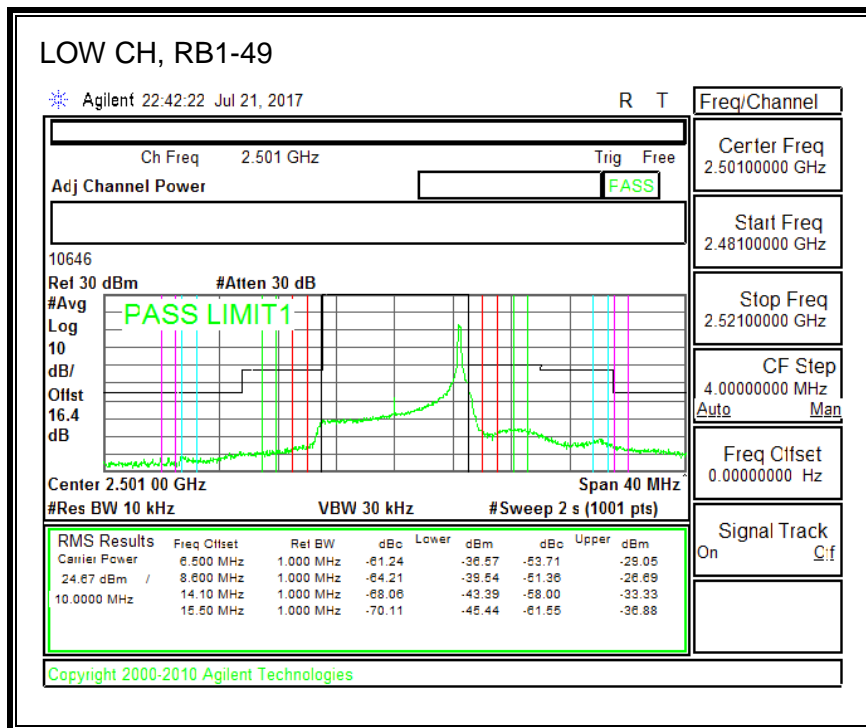 LOW CH, RB1-49
Agilent 22:42:22 Jul 21, 2017 R T
Freq/Channel
Ch Freq 2.501 GHz Trig Free
Adj Channel Power PASS
10646
Ref 30 dBm #Atten 30 dB
#Avg
Log
10
dB/
Offst
16.4
dB
PASS LIMIT1
Center 2.501 00 GHz Span 40 MHz
#Res BW 10 kHz VBW 30 kHz #Sweep 2 s (1001 pts)
RMS Results Freq Offset Ref BW dBc Lower dBm dBc Upper dBm
Carrier Power 6.500 MHz 1.000 MHz -61.24 -36.57 -53.71 -29.05
24.67 dBm / 8.600 MHz 1.000 MHz -64.21 -39.54 -51.36 -26.69
10.0000 MHz 14.10 MHz 1.000 MHz -68.06 -43.39 -58.00 -33.33
15.50 MHz 1.000 MHz -70.11 -45.44 -61.55 -36.88
Center Freq
2.50100000 GHz
Start Freq
2.48100000 GHz
Stop Freq
2.52100000 GHz
CF Step
4.00000000 MHz
Auto Man
Freq Offset
0.00000000 Hz
Signal Track
On Off
Copyright 2000-2010 Agilent Technologies